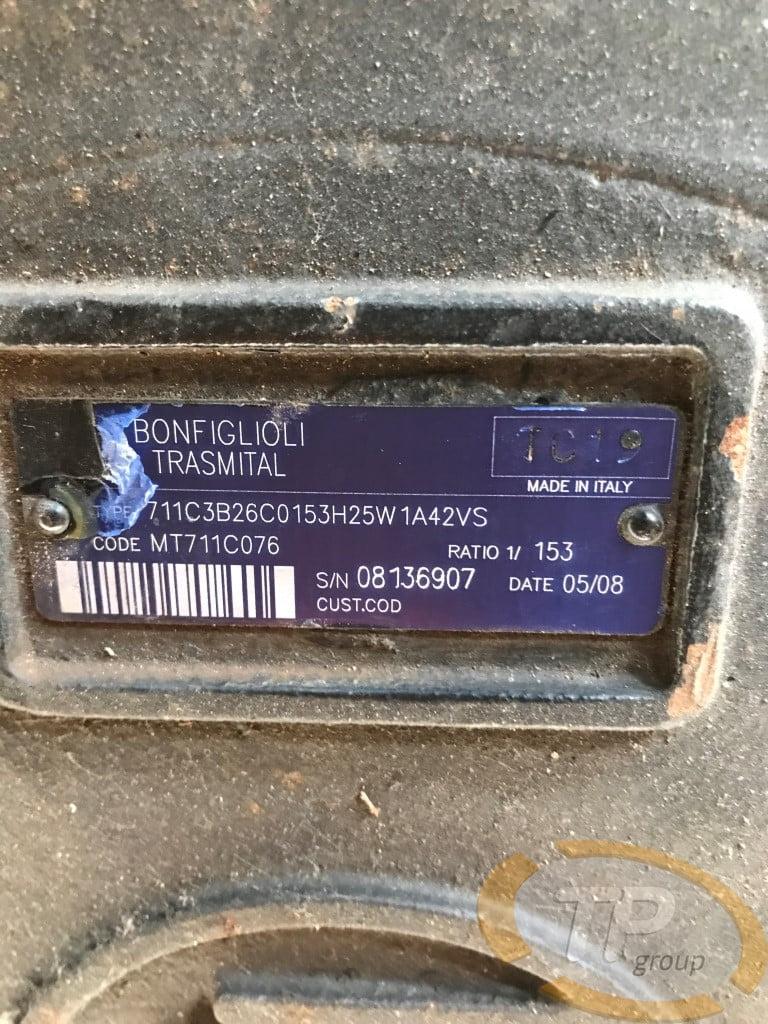 BONFIGLIOLI
TRASMITAL
TC19
MADE IN ITALY
TYPE 711C3B26C0153H25W1A42VS
CODE MT711C076
RATIO 1/ 153
S/N 08136907 DATE 05/08
CUST.COD
TP
group